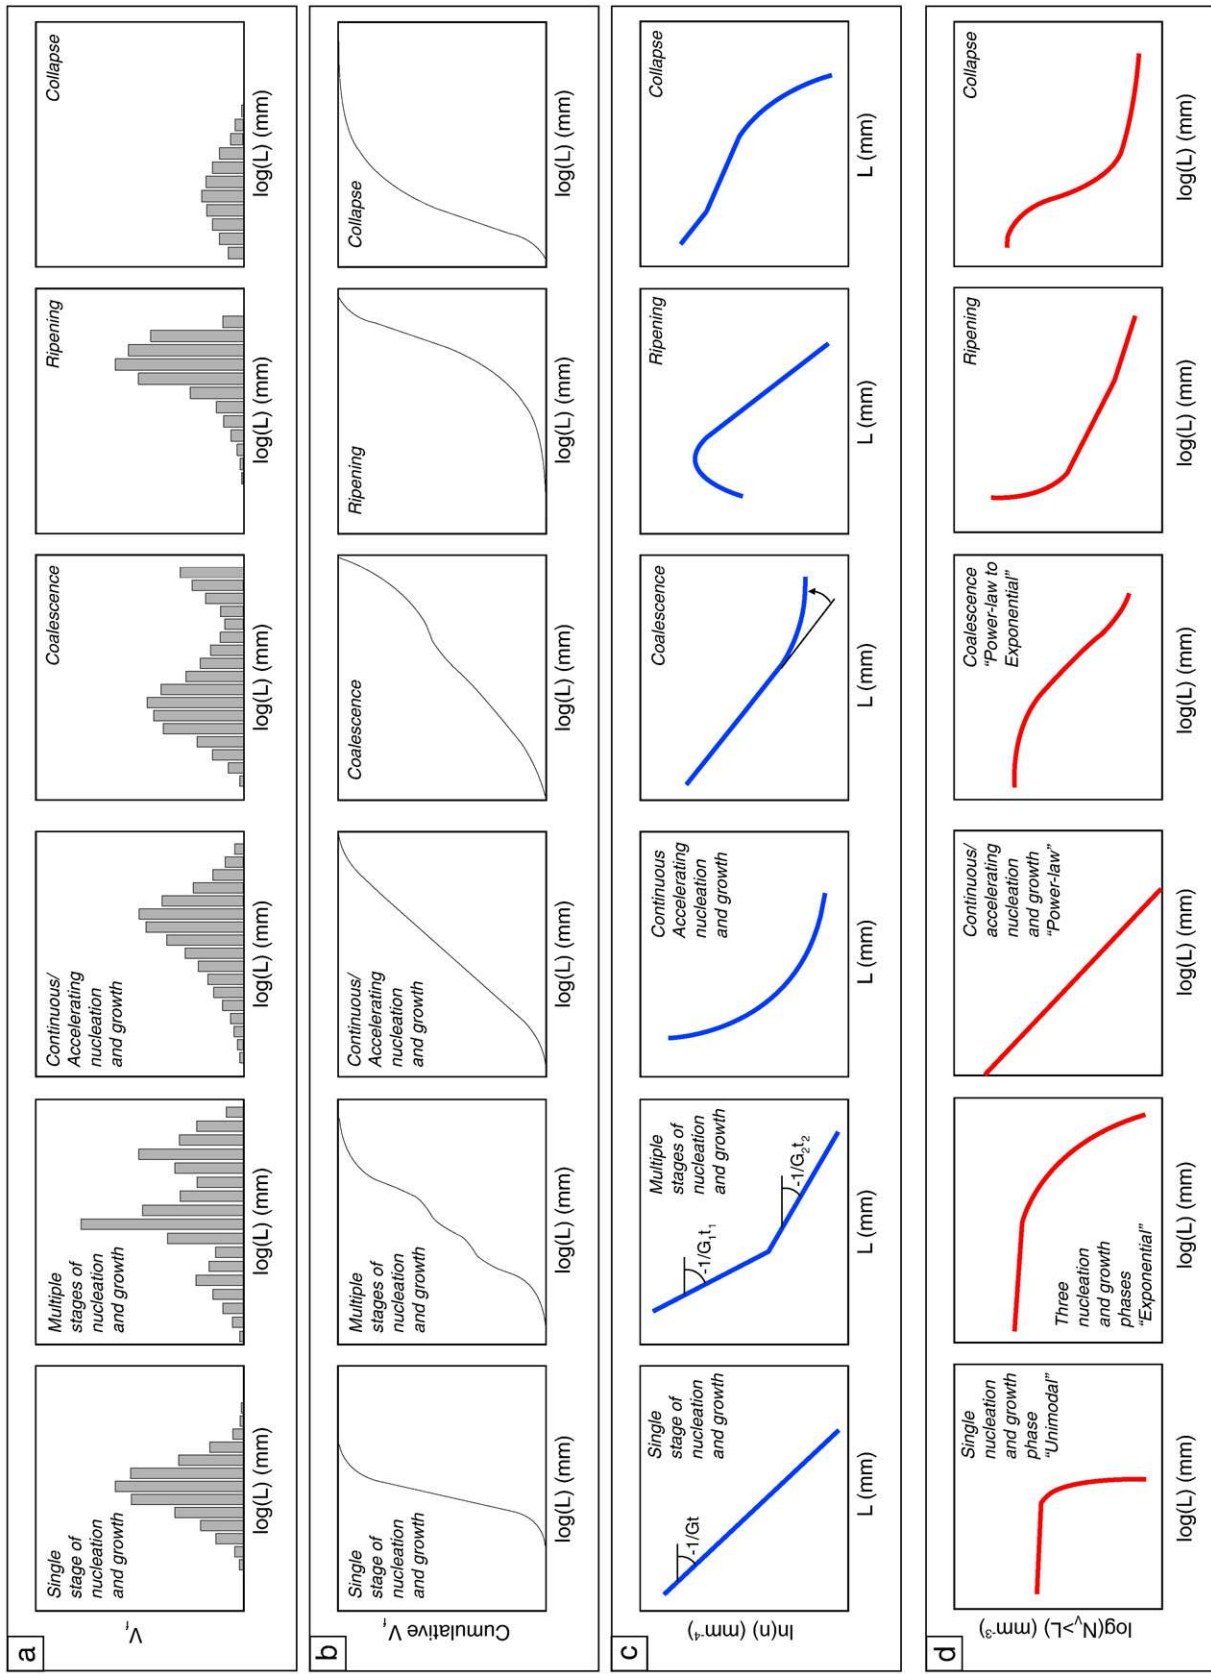 a
V_f
Single
stage of
nucleation
and growth
log(L) (mm)
Multiple
stages of
nucleation
and growth
log(L) (mm)
Continuous/
Accelerating
nucleation
and growth
log(L) (mm)
Coalescence
log(L) (mm)
Ripening
log(L) (mm)
Collapse
log(L) (mm)
b
Cumulative V_f
Single
stage of
nucleation
and growth
log(L) (mm)
Multiple
stages of
nucleation
and growth
log(L) (mm)
Continuous/
Accelerating
nucleation
and growth
log(L) (mm)
Coalescence
log(L) (mm)
Ripening
log(L) (mm)
Collapse
log(L) (mm)
c
ln(n) (mm⁻⁴)
Single
stage of
nucleation
and growth
-1/Gt
L (mm)
Multiple
stages of
nucleation
and growth
-1/G₁t₁
-1/G₂t₂
L (mm)
Continuous
Accelerating
nucleation
and growth
L (mm)
Coalescence
L (mm)
Ripening
L (mm)
Collapse
L (mm)
d
log(N_V>L) (mm⁻³)
Single
nucleation
and growth
phase
“Unimodal”
log(L) (mm)
Three
nucleation
and growth
phases
“Exponential”
log(L) (mm)
Continuous/
accelerating
nucleation
and growth
“Power-law”
log(L) (mm)
Coalescence
“Power-law to
Exponential”
log(L) (mm)
Ripening
log(L) (mm)
Collapse
log(L) (mm)